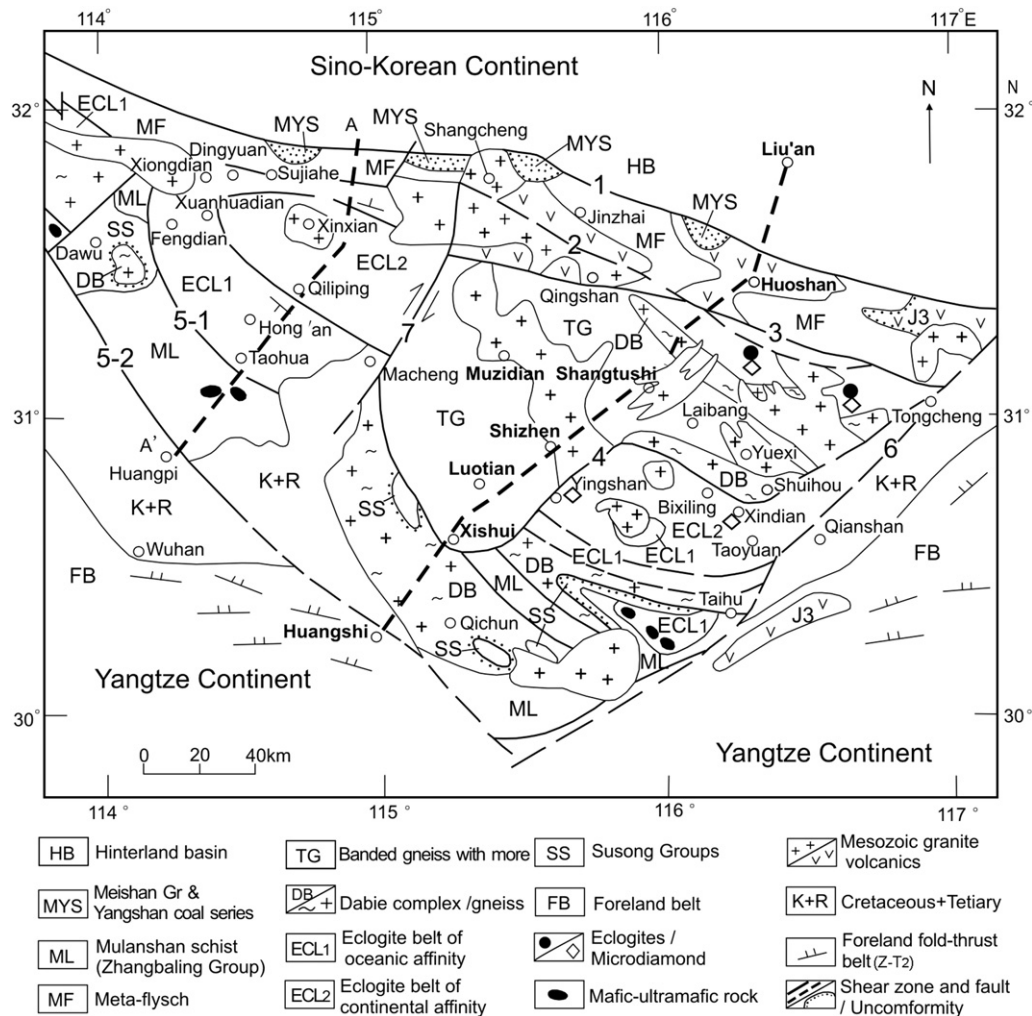 114° 115° 116° 117°E
Sino-Korean Continent
N
N
32°
32°
ECL1
MF
MYS
A
MYS
Shangcheng
MYS
HB
Liu'an
Dingyuan
Xiongdian
Sujiahe
MF
1
MYS
Xuanhuadian
ML
Jinzhai
SS
Fengdian
Xinxian
2
MF
Dawu
ECL2
Huoshan
DB
ECL1
Qiliping
Qingshan
J3
5-1
Hong'an
7
TG
DB
3
MF
5-2
ML
Taohua
Macheng
Muzidian
Shangtushi
31°
31°
TG
Laibang
Tongcheng
A'
Shizhen
4
Yuexi
6
Huangpi
K+R
K+R
Luotian
Yingshan
DB
Shuihou
K+R
SS
Bixiling
Xindian
Qianshan
Wuhan
Xishui
ECL2
FB
FB
ECL1
ECL1
Taoyuan
DB
DB
ML
Taihu
SS
ECL1
J3
Huangshi
Qichun
SS
ML
Yangtze Continent
ML
30°
30°
0 20 40km
Yangtze Continent
114° 115° 116° 117°
HB Hinterland basin
MYS Meishan Gr &
Yangshan coal series
ML Mulanshan schist
(Zhangbaling Group)
MF Meta-flysch
TG Banded gneiss with more
DB Dabie complex /gneiss
ECL1 Eclogite belt of
oceanic affinity
ECL2 Eclogite belt of
continental affinity
SS Susong Groups
FB Foreland belt
Eclogites /
Microdiamond
Mafic-ultramafic rock
Mesozoic granite
volcanics
K+R Cretaceous+Tetiary
Foreland fold-thrust
belt (Z-T2)
Shear zone and fault
/ Uncomformity